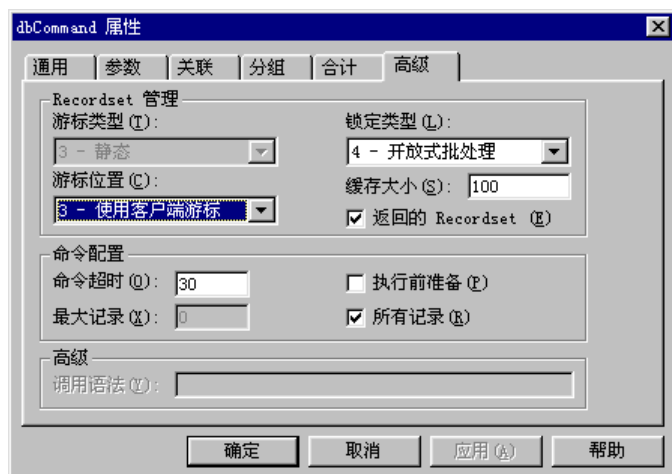 dbCommand 属性
通用 参数 关联 分组 合计 高级
Recordset 管理
游标类型(T): 锁定类型(L):
3 - 静态 4 - 开放式批处理
游标位置(C): 缓存大小(S): 100
3 - 使用客户端游标 返回的 Recordset (E)
命令配置
命令超时(O): 30 执行前准备(P)
最大记录(X): 0 所有记录(R)
高级
调用语法(Y):
确定 取消 应用(A) 帮助